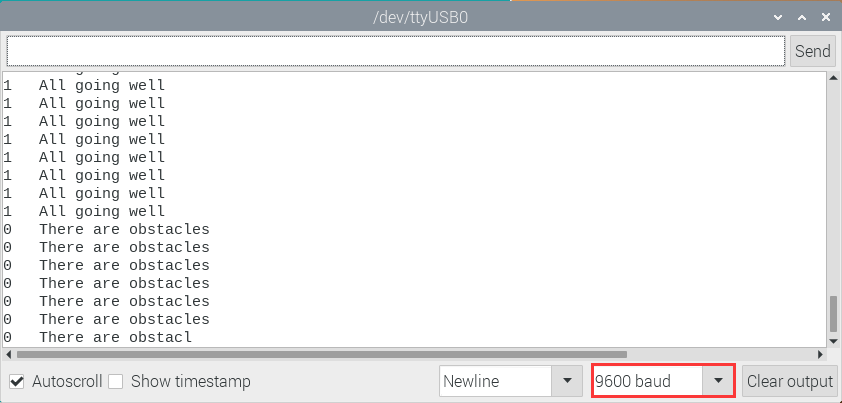 /dev/ttyUSB0
Send
1   All going well
1   All going well
1   All going well
1   All going well
1   All going well
1   All going well
1   All going well
1   All going well
0   There are obstacles
0   There are obstacles
0   There are obstacles
0   There are obstacles
0   There are obstacles
0   There are obstacles
0   There are obstacl
Autoscroll Show timestamp Newline 9600 baud Clear output